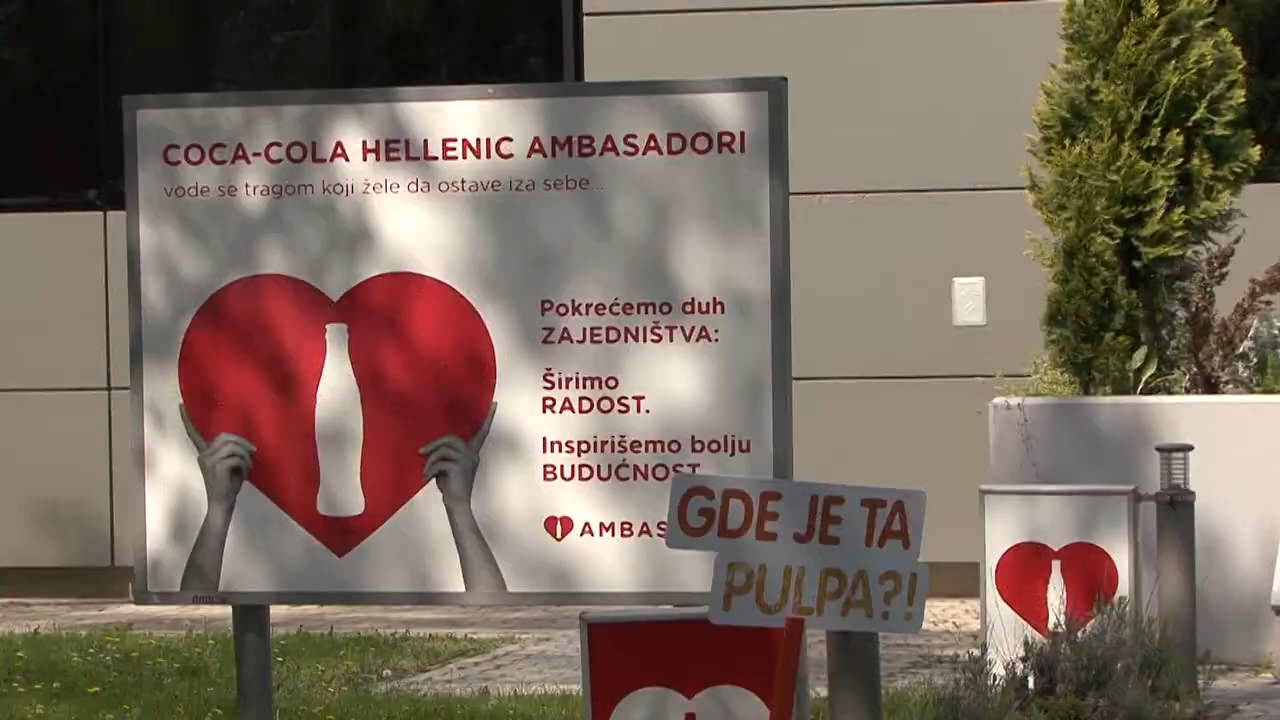 COCA-COLA HELLENIC AMBASADORI
vode se tragom koji žele da ostave iza sebe...
Pokrećemo duh
ZAJEDNIŠTVA:
Širimo
RADOST.
Inspirišemo bolju
BUDUĆNOST
AMBAS
GDE JE TA
PULPA?!